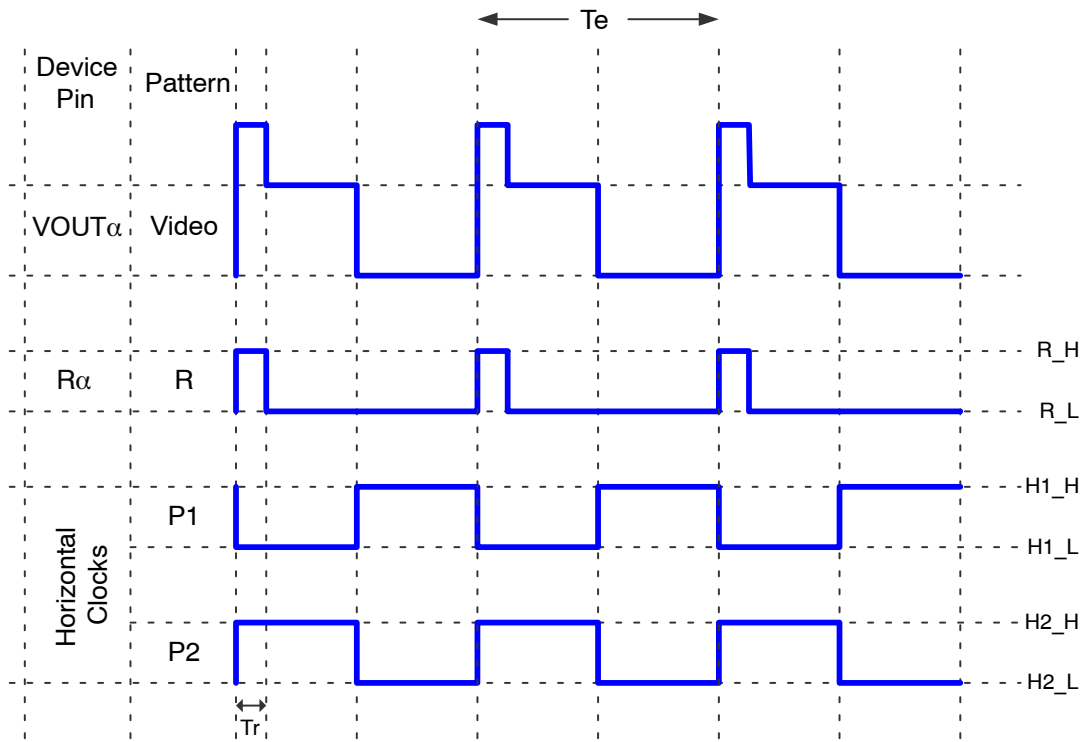 Te
Device
Pin
Pattern
VOUTα
Video
R_H
Rα
R
R_L
H1_H
P1
H1_L
Horizontal
Clocks
H2_H
P2
H2_L
Tr